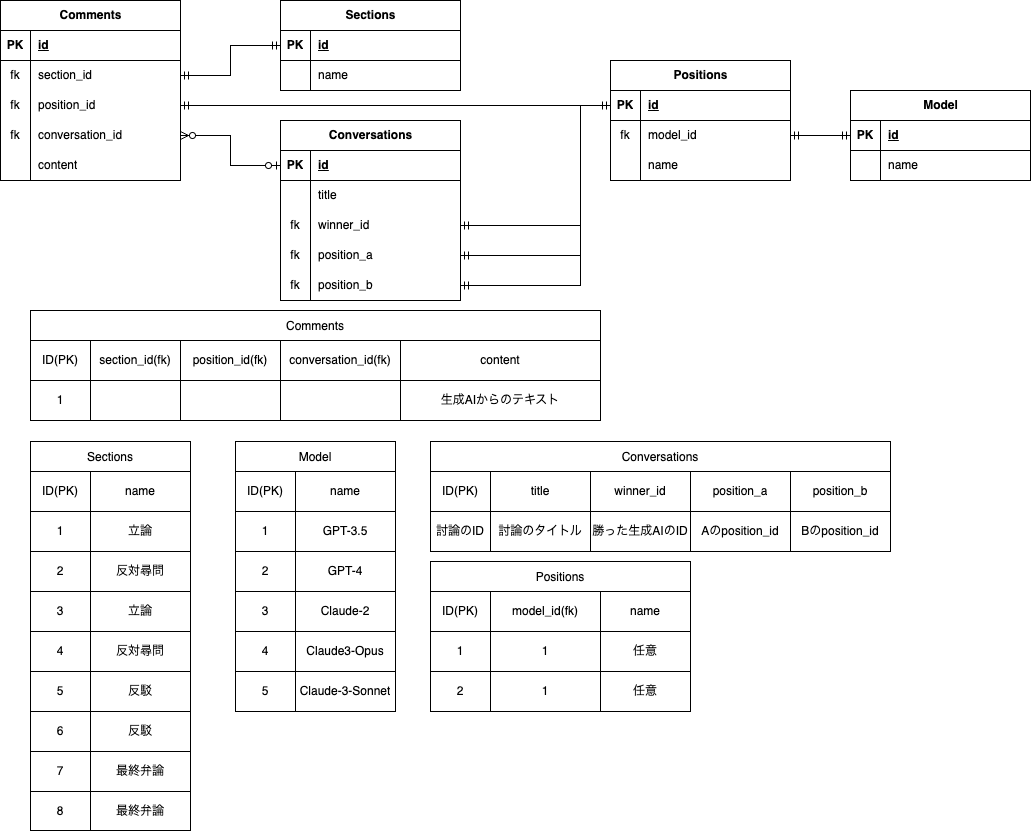 Comments
PK id
fk section_id
fk position_id
fk conversation_id
content
Sections
PK id
name
Conversations
PK id
title
fk winner_id
fk position_a
fk position_b
Positions
PK id
fk model_id
name
Model
PK id
name
Comments
ID(PK) section_id(fk) position_id(fk) conversation_id(fk) content
1 生成AIからのテキスト
Sections
ID(PK) name
1 立論
2 反対尋問
3 立論
4 反対尋問
5 反駁
6 反駁
7 最終弁論
8 最終弁論
Model
ID(PK) name
1 GPT-3.5
2 GPT-4
3 Claude-2
4 Claude3-Opus
5 Claude-3-Sonnet
Conversations
ID(PK) title winner_id position_a position_b
討論のID 討論のタイトル 勝った生成AIのID Aのposition_id Bのposition_id
Positions
ID(PK) model_id(fk) name
1 1 任意
2 1 任意